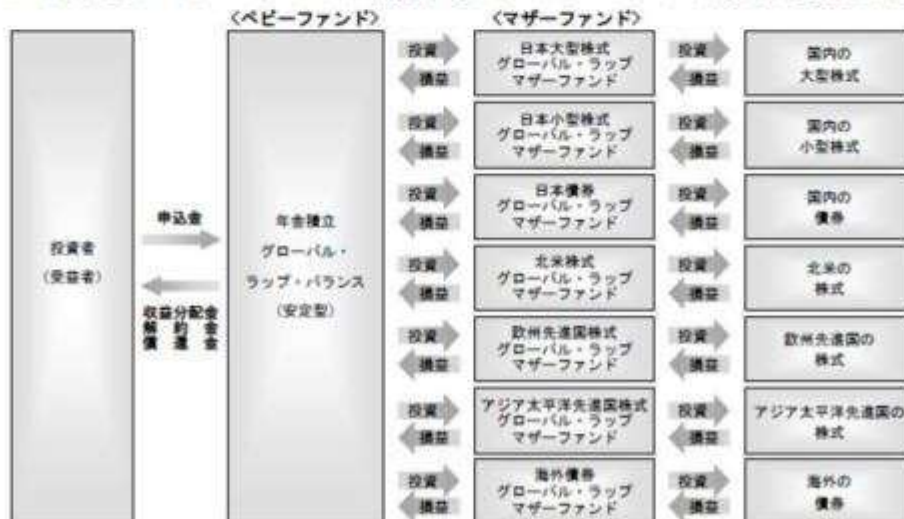 〈ベビーファンド〉
〈マザーファンド〉
投資者
(受益者)
申込金
収益分配金
解約金
償還金
年金積立
グローバル・
ラップ・バランス
(安定型)
投資
損益
日本大型株式
グローバル・ラップ
マザーファンド
投資
損益
国内の
大型株式
投資
損益
日本小型株式
グローバル・ラップ
マザーファンド
投資
損益
国内の
小型株式
投資
損益
日本債券
グローバル・ラップ
マザーファンド
投資
損益
国内の
債券
投資
損益
北米株式
グローバル・ラップ
マザーファンド
投資
損益
北米の
株式
投資
損益
欧州先進国株式
グローバル・ラップ
マザーファンド
投資
損益
欧州先進国の
株式
投資
損益
アジア太平洋先進国株式
グローバル・ラップ
マザーファンド
投資
損益
アジア太平洋先進国の
株式
投資
損益
海外債券
グローバル・ラップ
マザーファンド
投資
損益
海外の
債券